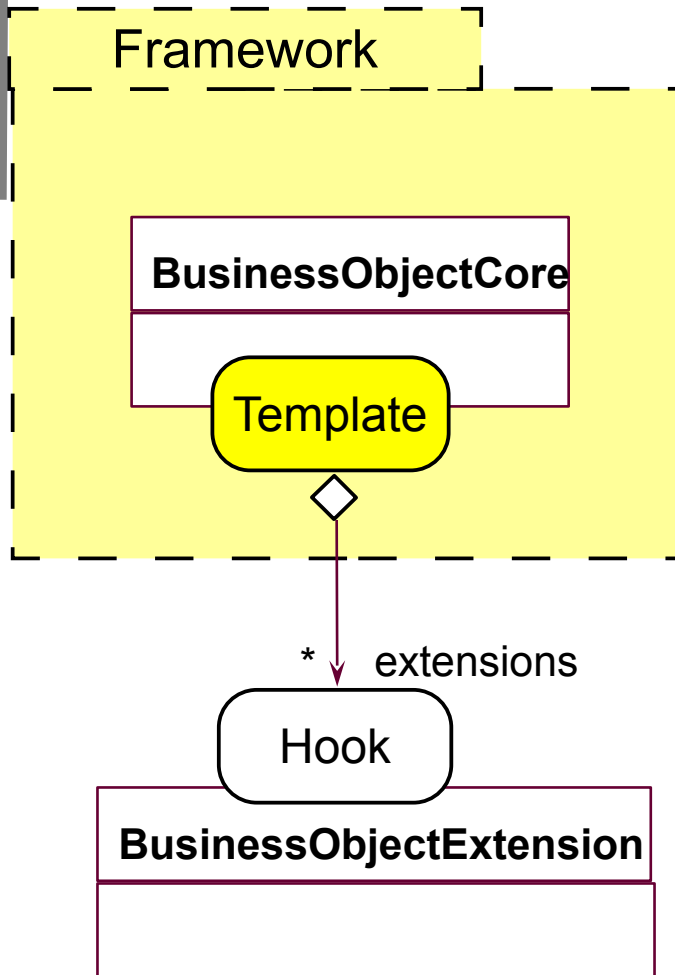 Framework
BusinessObjectCore
Template
* extensions
Hook
BusinessObjectExtension